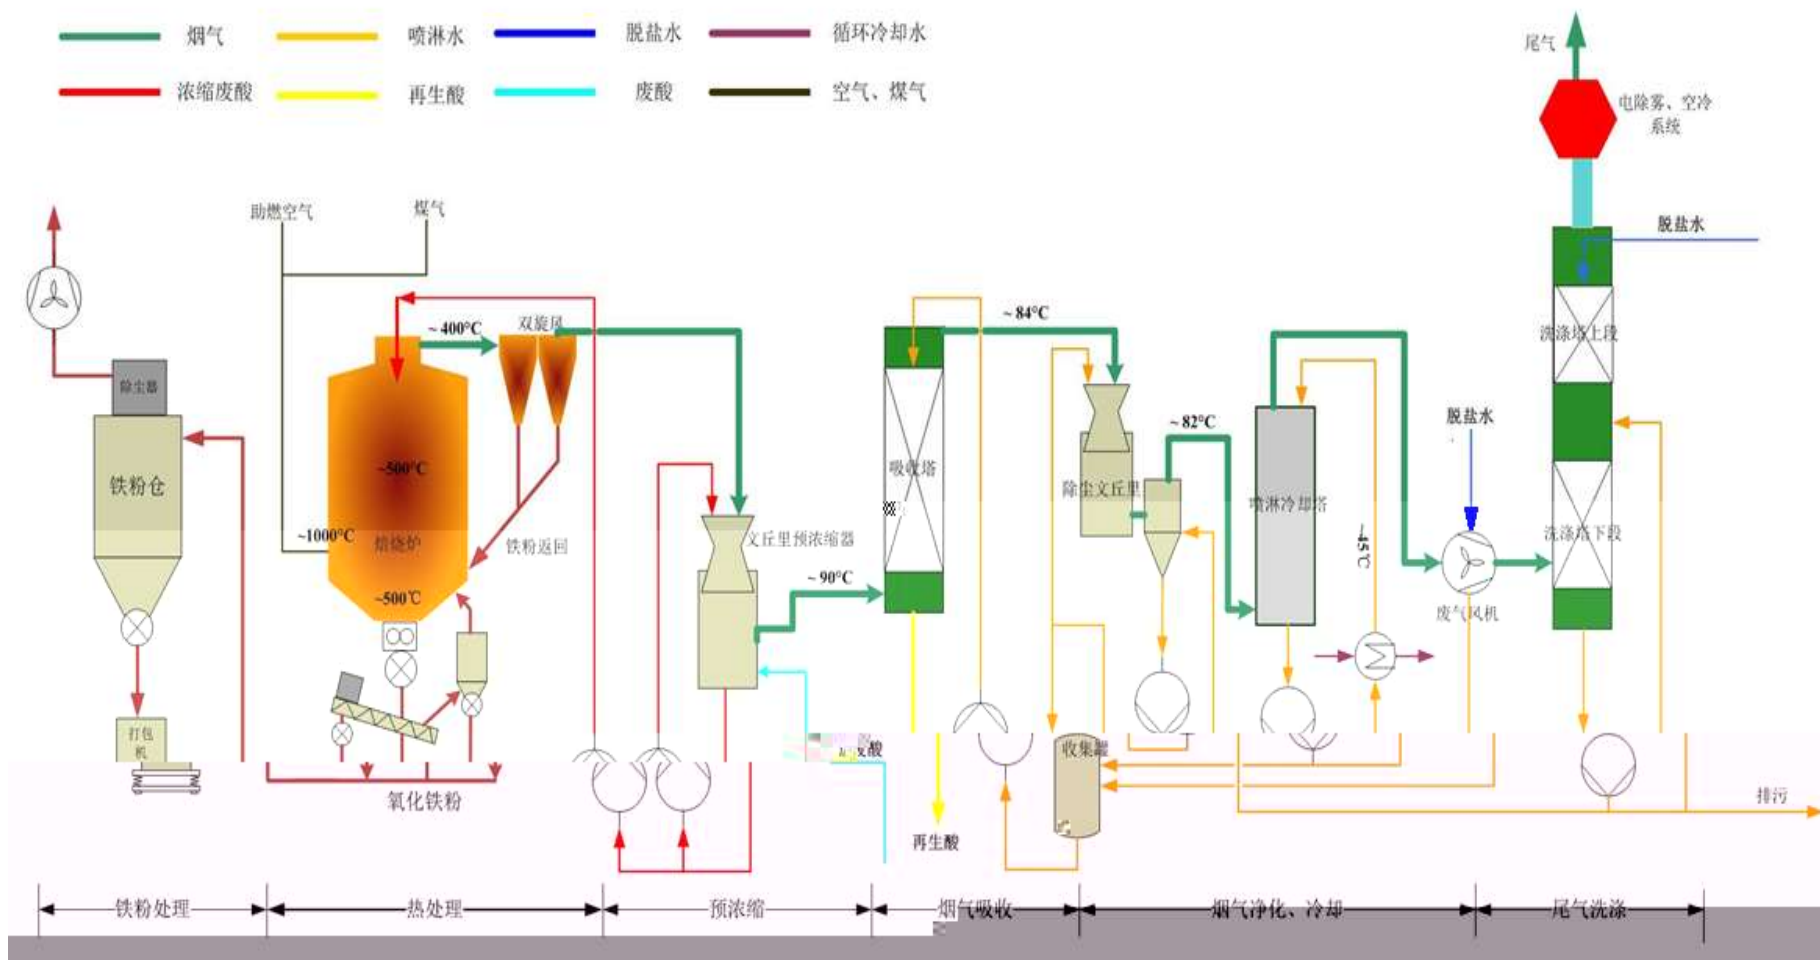 烟气
喷淋水
脱盐水
循环冷却水
浓缩废酸
再生酸
废酸
空气、煤气
尾气
电除雾、空冷
系统
脱盐水
助燃空气
煤气
~ 400°C
双旋风
~ 84°C
洗涤塔上段
除尘器
~ 82°C
脱盐水
~500°C
吸收塔
铁粉仓
除尘文丘里
喷淋冷却塔
~1000°C
焙烧炉
铁粉返回
文丘里预浓缩器
~45℃
洗涤塔下段
~ 90°C
~500℃
废气风机
打包
机
废酸
收集罐
氧化铁粉
排污
再生酸
铁粉处理
热处理
预浓缩
烟气吸收
烟气净化、冷却
尾气洗涤